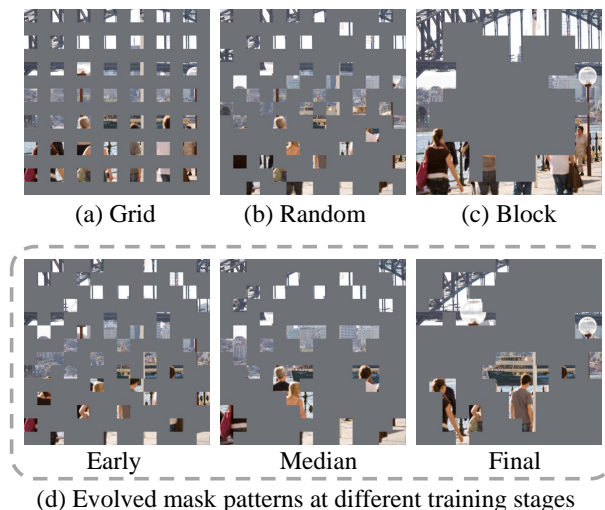 (a) Grid
(b) Random
(c) Block
Early
Median
Final
(d) Evolved mask patterns at different training stages